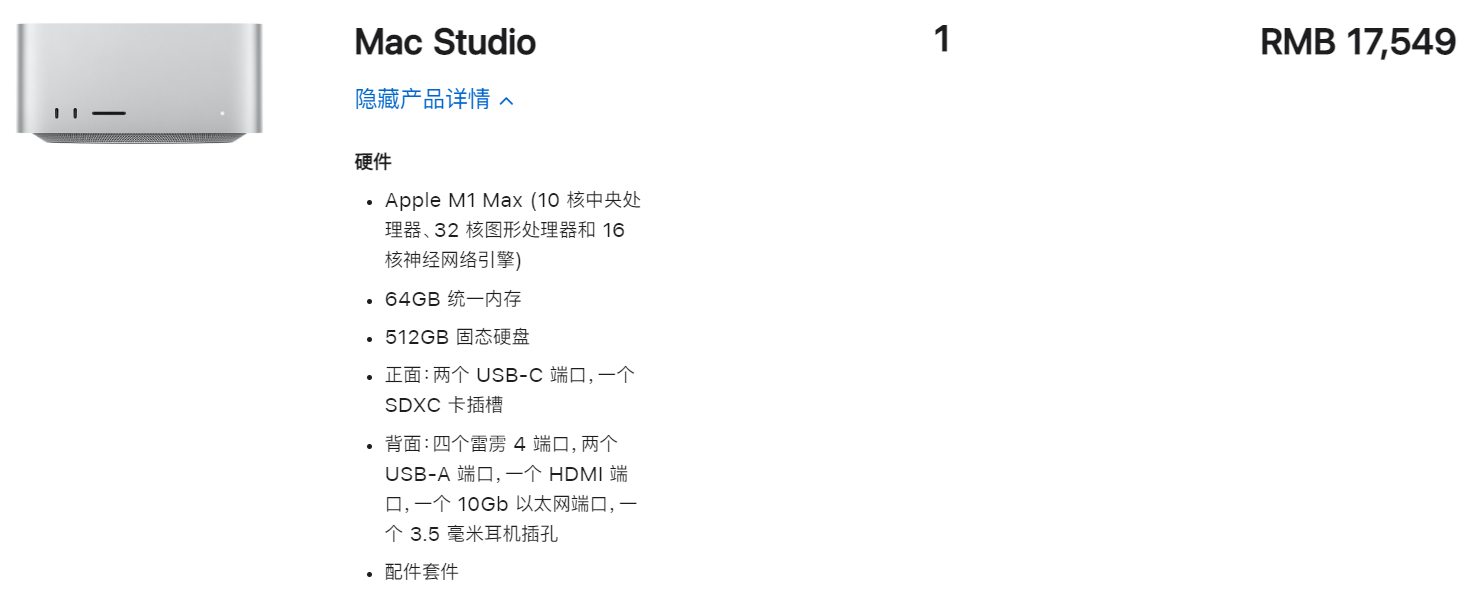 Mac Studio 1 RMB 17,549
隐藏产品详情
硬件
• Apple M1 Max (10 核中央处
理器、32 核图形处理器和 16
核神经网络引擎)
• 64GB 统一内存
• 512GB 固态硬盘
• 正面：两个 USB-C 端口，一个
SDXC 卡插槽
• 背面：四个雷雳 4 端口，两个
USB-A 端口，一个 HDMI 端
口，一个 10Gb 以太网端口，一
个 3.5 毫米耳机插孔
• 配件套件